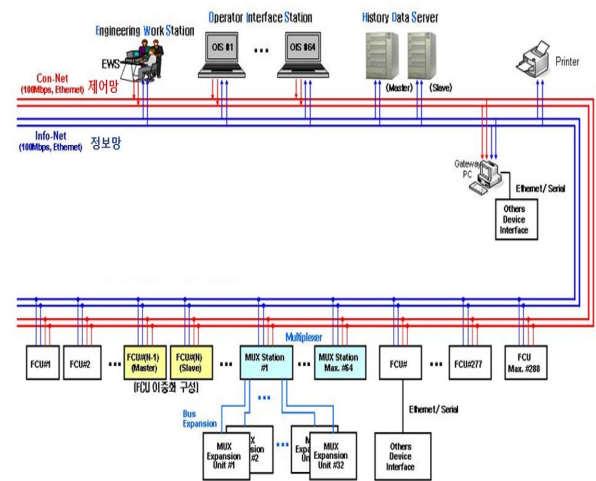 Engineering Work Station
Operator Interface Station
History Data Server
EWS
OIS #1
...
OIS #64
(Master)
(Slave)
Printer
Con-Net 제어망
(100Mbps, Ethernet)
Info-Net
(100Mbps, Ethernet)
정보망
Gateway
PC
Ethernet/ Serial
Others
Device
Interface
Multiplexer
FCU#1
FCU#2
...
FCU#(N-1)
(Master)
FCU#(N)
(Slave)
...
MUX Station
#1
...
MUX Station
Max. #64
FCU#
...
FCU#277
FCU
Max. #288
(FCU 이중화 구성)
Bus
Expansion
...
Ethernet/ Serial
MUX
Expansion
Unit #1
#2
...
MUX
Expansion
Unit #32
Others
Device
Interface